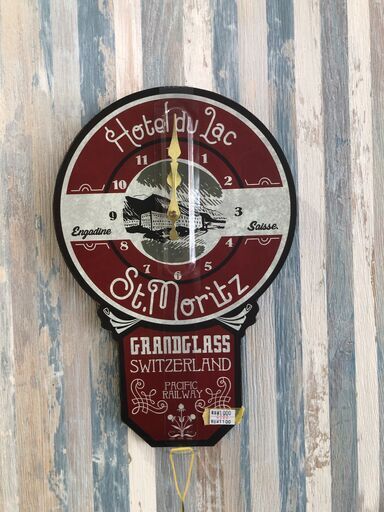 Hotel du Lac
11
1
10
2
9
3
Engadine
Suisse.
8
4
7
5
6
St. Moritz
GRANDGLASS
SWITZERLAND
PACIFIC
RAILWAY